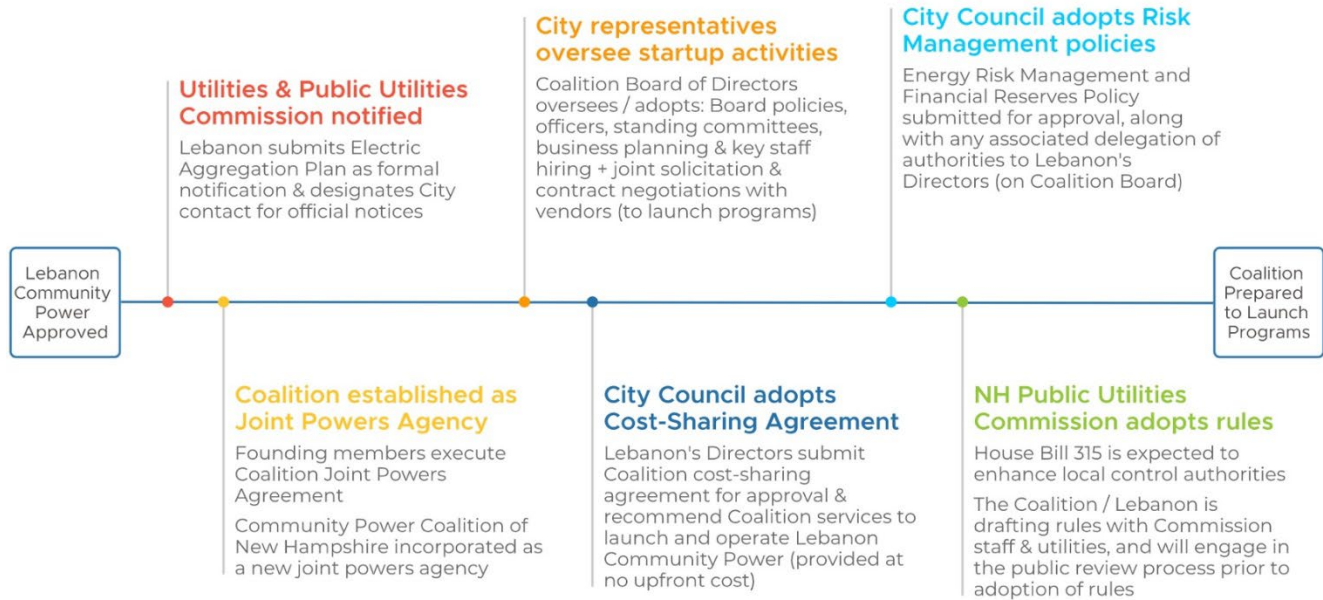 Lebanon
Community
Power
Approved
Utilities & Public Utilities
Commission notified
Lebanon submits Electric
Aggregation Plan as formal
notification & designates City
contact for official notices
Coalition established as
Joint Powers Agency
Founding members execute
Coalition Joint Powers
Agreement
Community Power Coalition of
New Hampshire incorporated as
a new joint powers agency
City representatives
oversee startup activities
Coalition Board of Directors
oversees / adopts: Board policies,
officers, standing committees,
business planning & key staff
hiring + joint solicitation &
contract negotiations with
vendors (to launch programs)
City Council adopts
Cost-Sharing Agreement
Lebanon's Directors submit
Coalition cost-sharing
agreement for approval &
recommend Coalition services to
launch and operate Lebanon
Community Power (provided at
no upfront cost)
City Council adopts Risk
Management policies
Energy Risk Management and
Financial Reserves Policy
submitted for approval, along
with any associated delegation of
authorities to Lebanon's
Directors (on Coalition Board)
NH Public Utilities
Commission adopts rules
House Bill 315 is expected to
enhance local control authorities
The Coalition / Lebanon is
drafting rules with Commission
staff & utilities, and will engage in
the public review process prior to
adoption of rules
Coalition
Prepared
to Launch
Programs